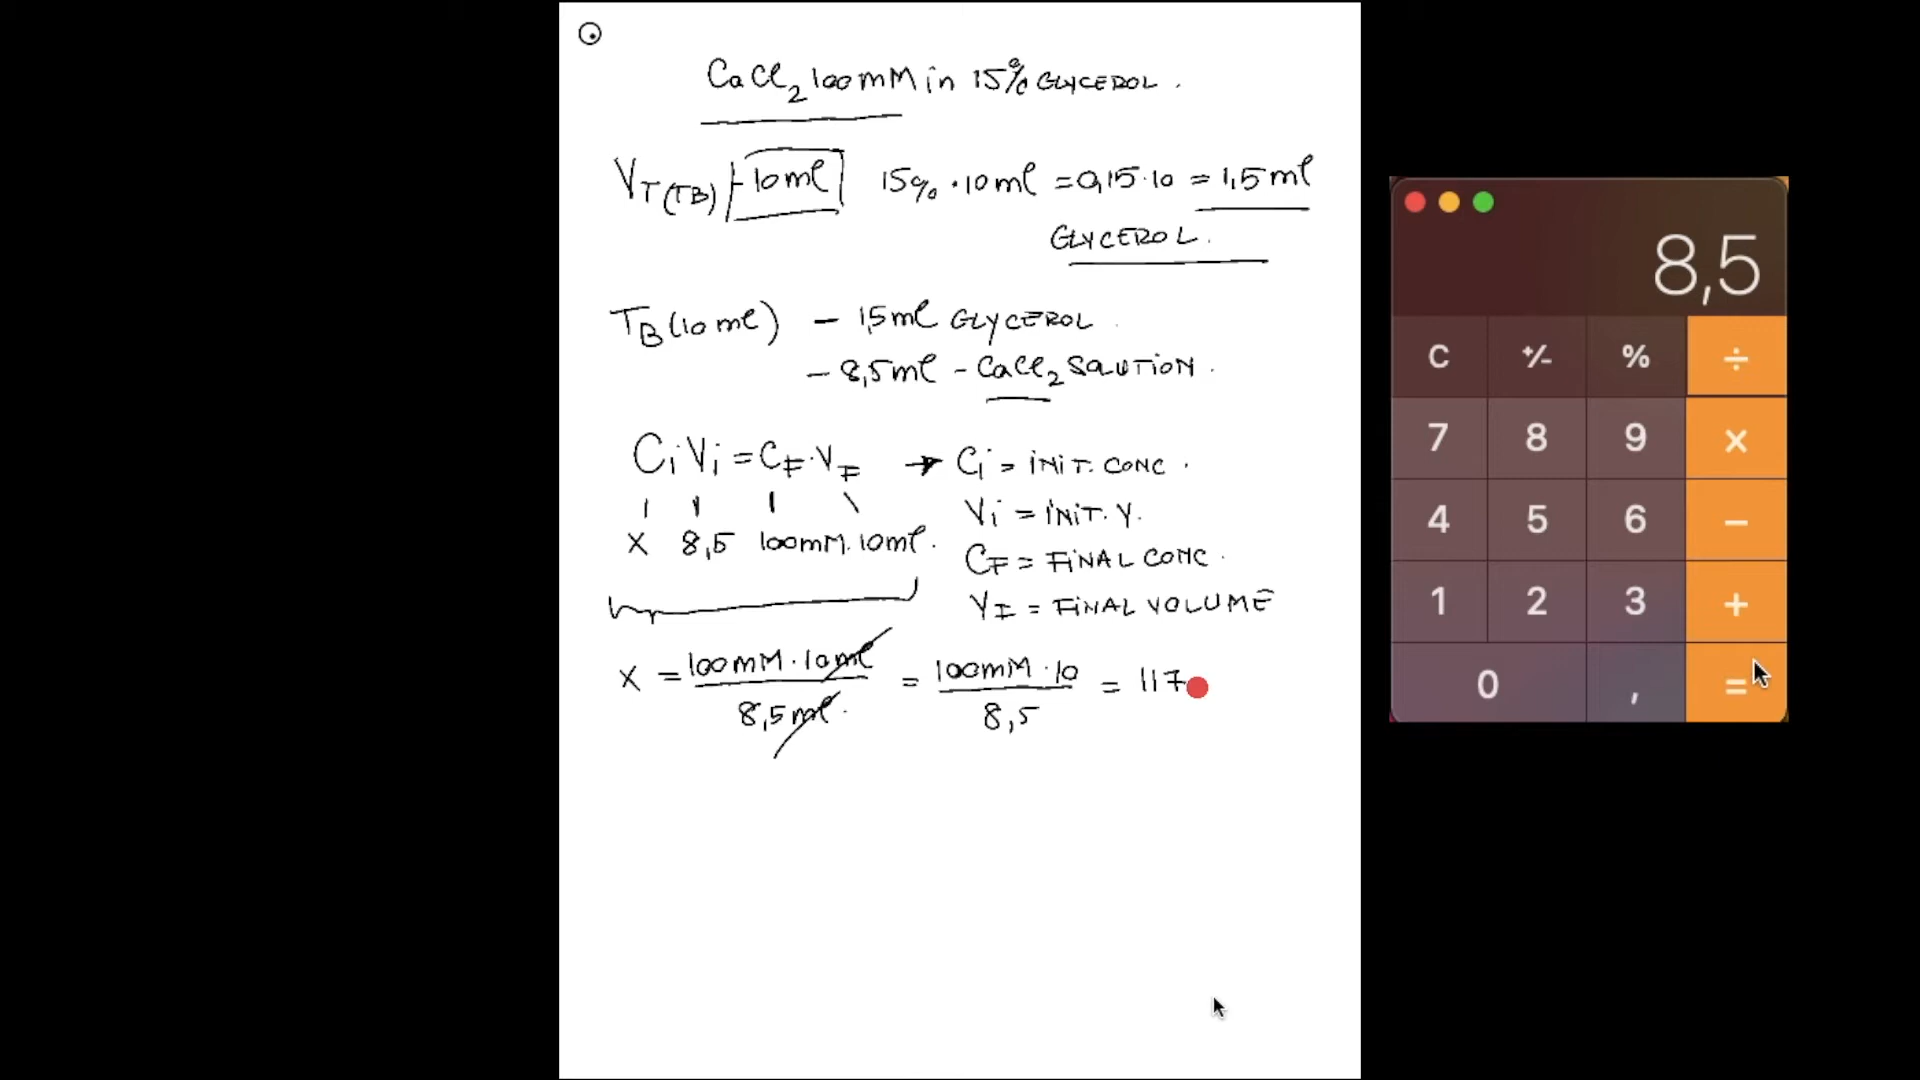 CaCl2 100mM in 15% GLYCEROL.
VT(TB) - 10ml 15% · 10ml = 0,15 · 10 = 1,5ml
GLYCEROL.
TB (10ml) - 1,5ml GLYCEROL.
- 8,5ml - CaCl2 SOLUTION.
CiVi = CF · VF → Ci = INIT. CONC.
Vi = INIT. V.
X 8,5 100mM. 10ml.
CF = FINAL CONC.
VF = FINAL VOLUME
X = 100mM · 10ml / 8,5ml. = 100mM · 10 / 8,5 = 117
8,5
C +/- % ÷
7 8 9 ×
4 5 6 −
1 2 3 +
0 , =